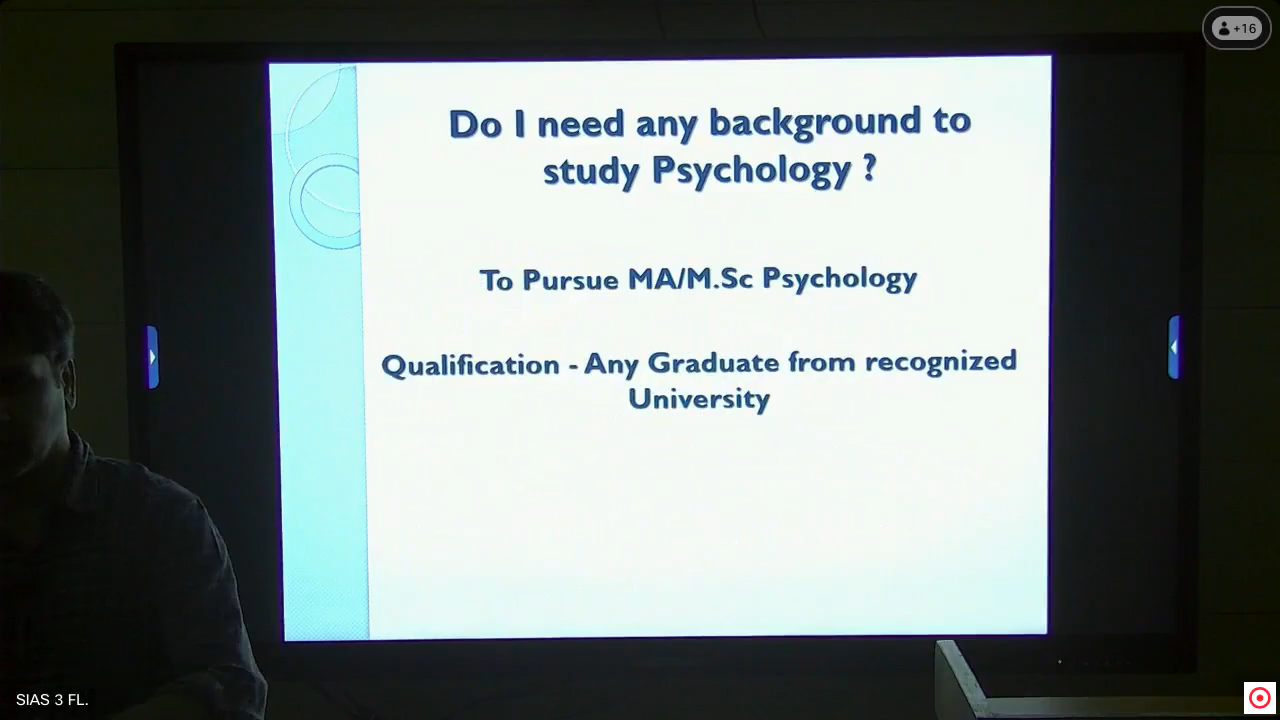 +16
Do I need any background to
study Psychology ?
To Pursue MA/M.Sc Psychology
Qualification - Any Graduate from recognized
University
SIAS 3 FL.